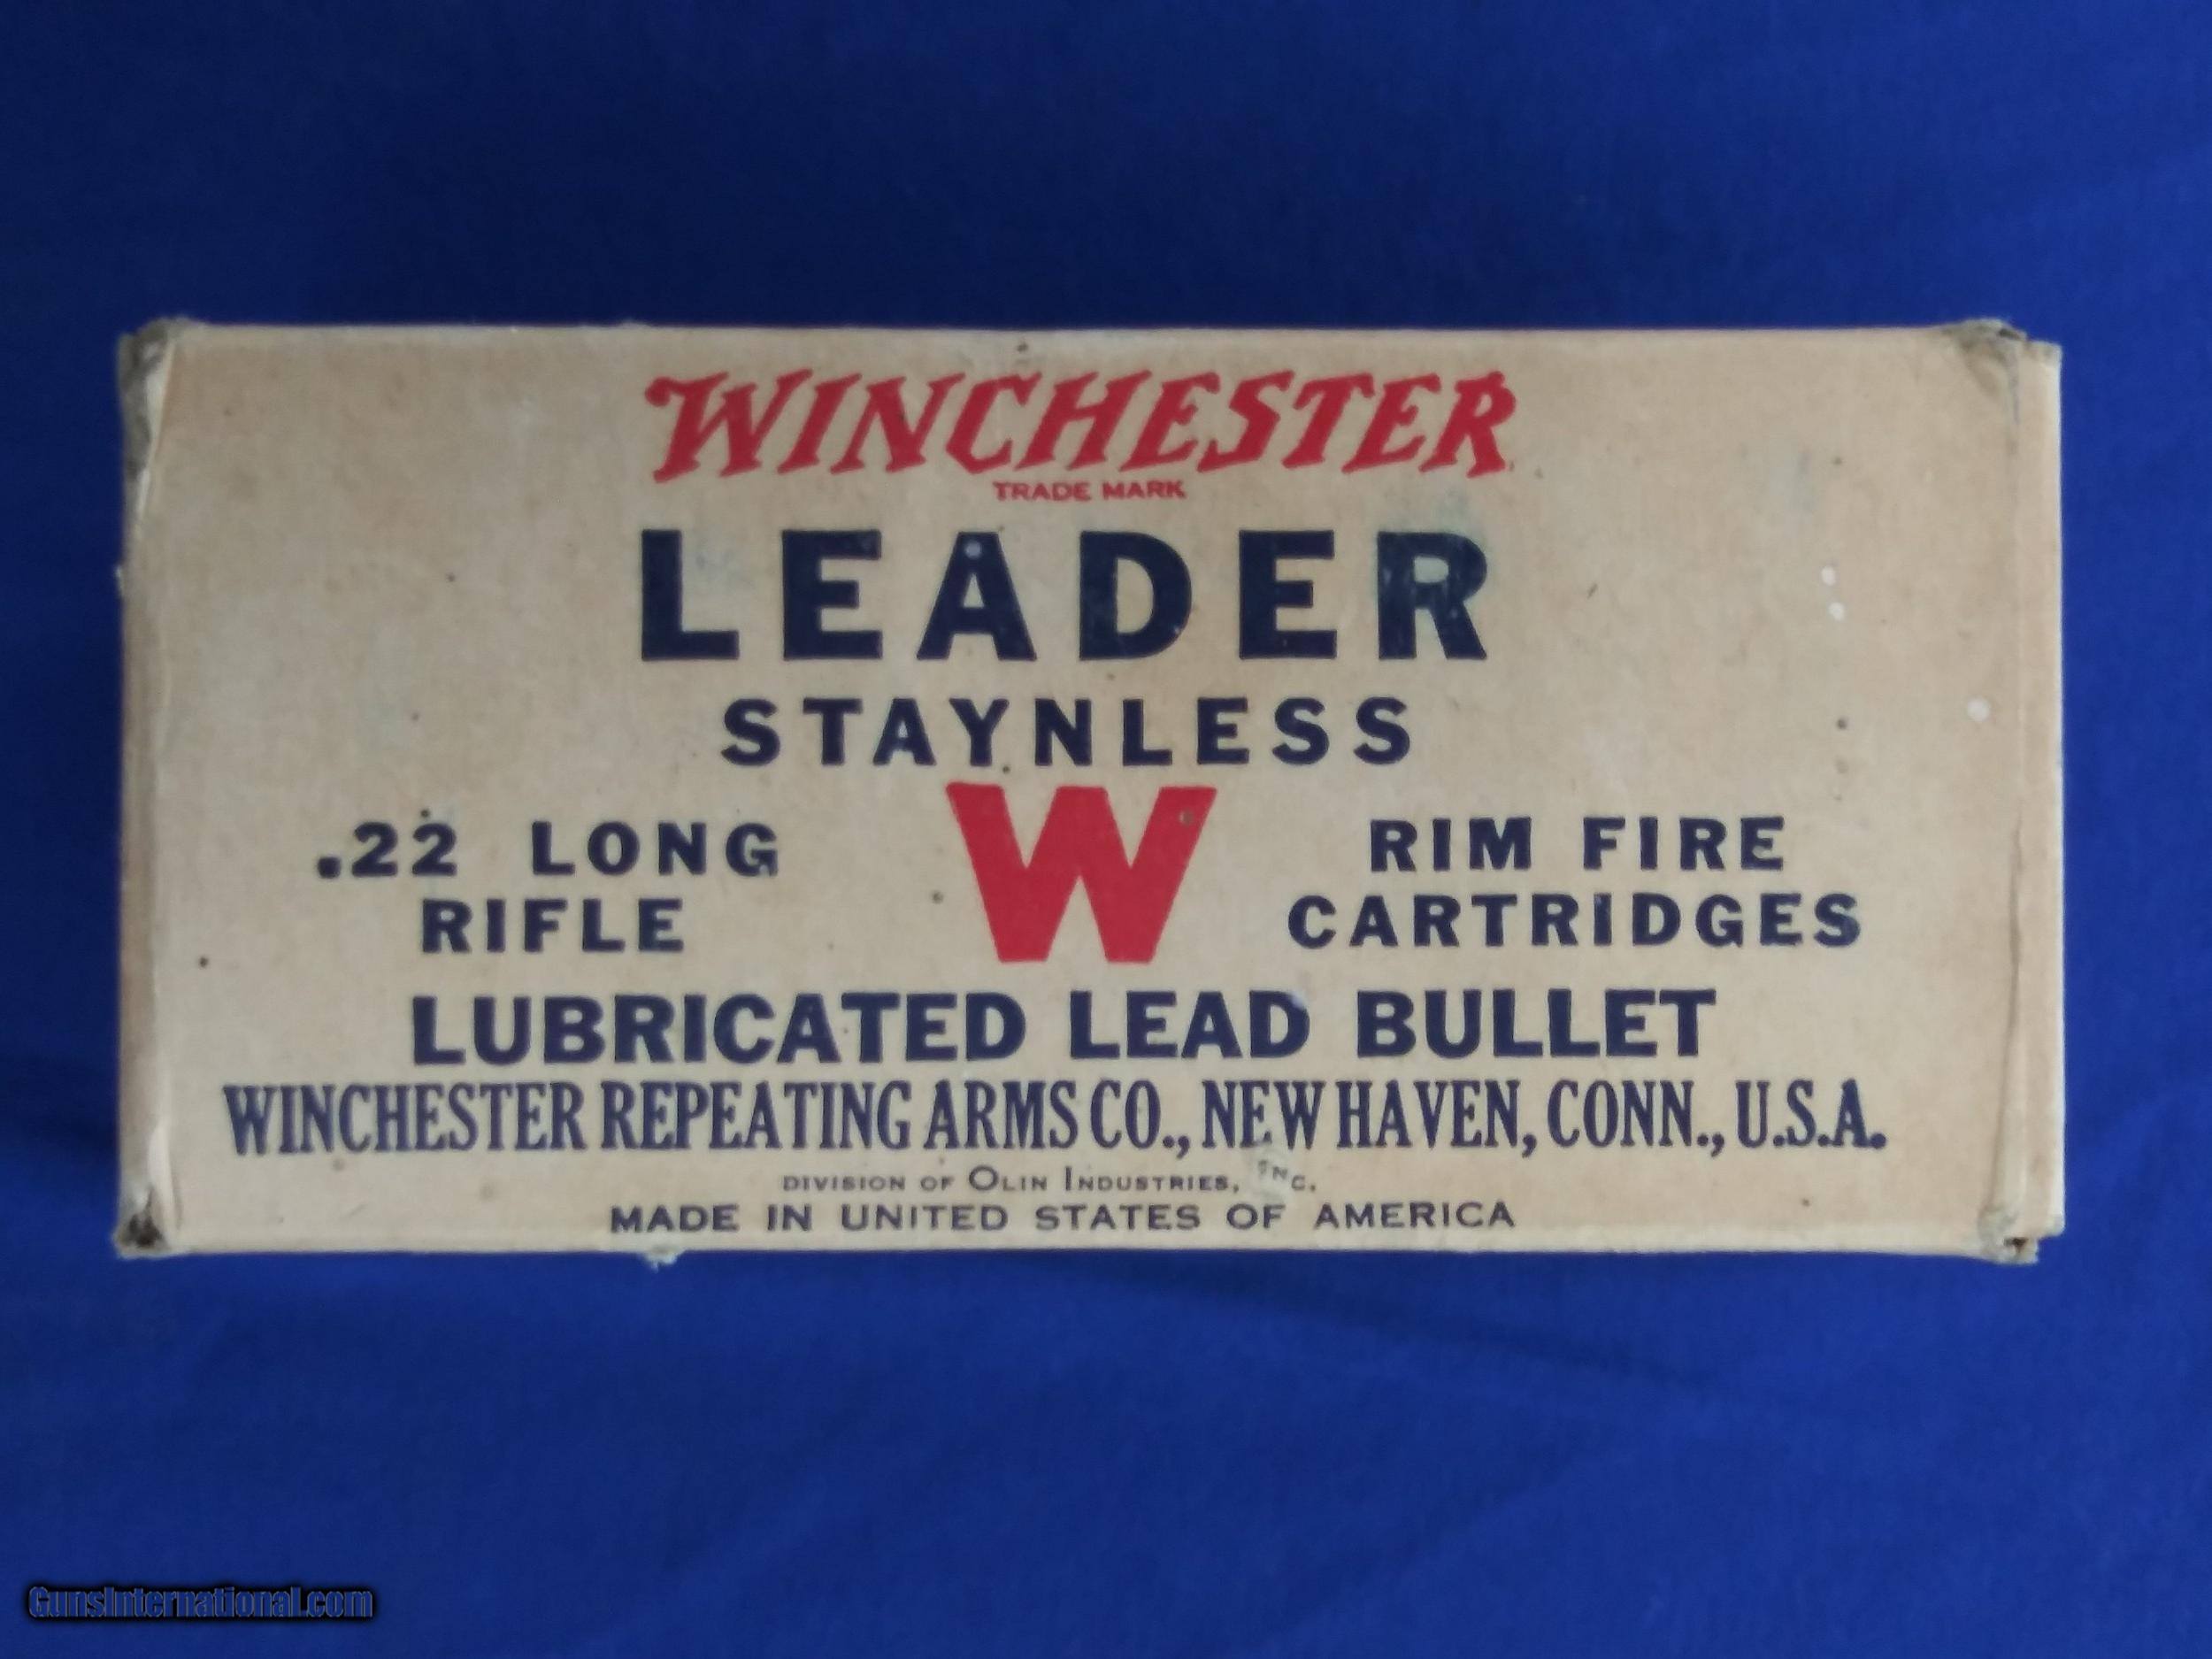 WINCHESTER
TRADE MARK
LEADER
STAYNLESS
W
.22 LONG
RIFLE
RIM FIRE
CARTRIDGES
LUBRICATED LEAD BULLET
WINCHESTER REPEATING ARMS CO., NEW HAVEN, CONN., U.S.A.
DIVISION OF OLIN INDUSTRIES, INC.
MADE IN UNITED STATES OF AMERICA
GunsInternational.com